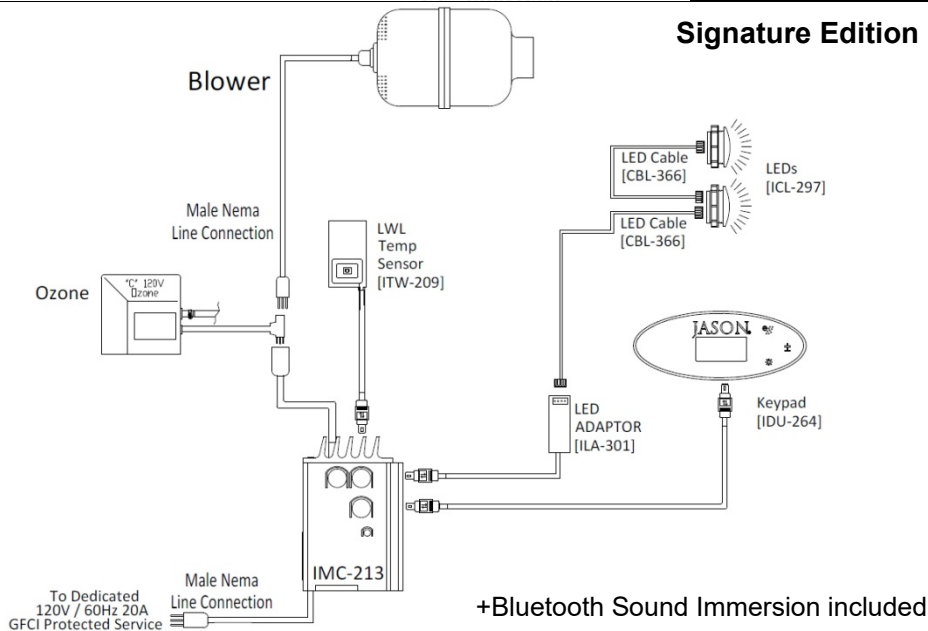 Signature Edition
Blower
LED Cable
[CBL-366]
LEDs
[ICL-297]
LED Cable
[CBL-366]
Male Nema
Line Connection
LWL
Temp
Sensor
[ITW-209]
Ozone
"C" 120V
Ozone
JASON
Keypad
[IDU-264]
LED
ADAPTOR
[ILA-301]
IMC-213
Male Nema
Line Connection
To Dedicated
120V / 60Hz 20A
GFCI Protected Service
+Bluetooth Sound Immersion included